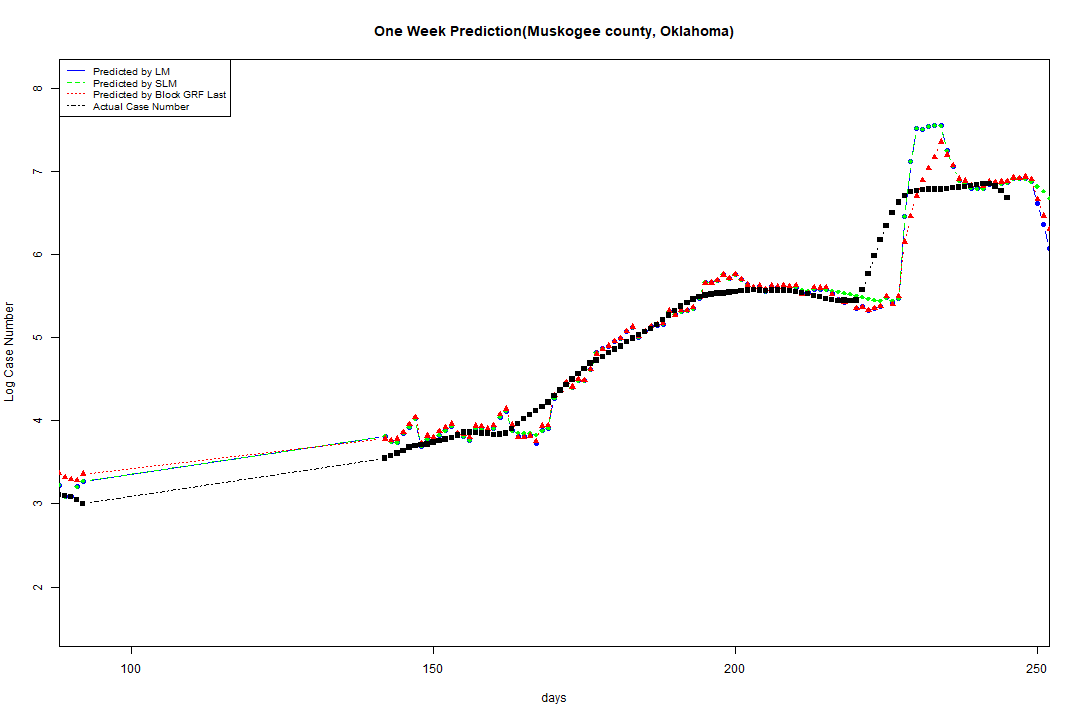 One Week Prediction(Muskogee county, Oklahoma)
Predicted by LM
Predicted by SLM
Predicted by Block GRF Last
Actual Case Number
8
7
6
5
4
3
2
Log Case Number
100
150
200
250
days